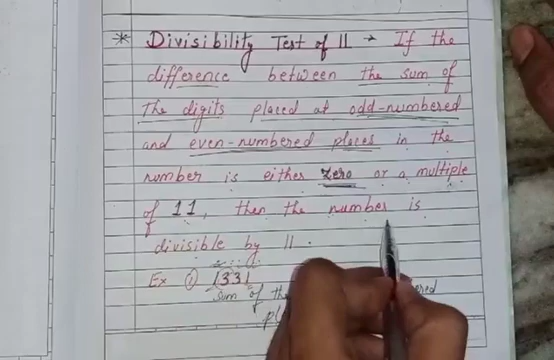 * Divisibility Test of 11 → If the
difference between the sum of
the digits placed at odd-numbered
and even-numbered places in the
number is either zero or a multiple
of 11, then the number is
divisible by 11.
Ex ① 1331
Sum of the